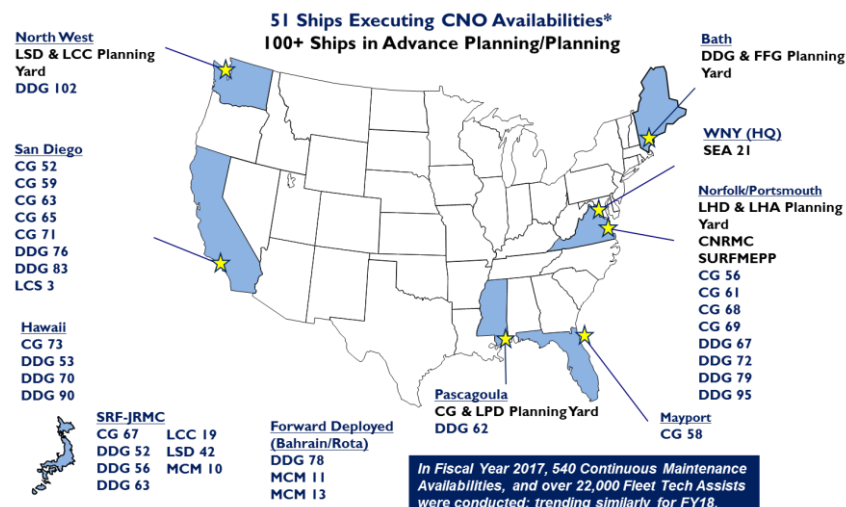 51 Ships Executing CNO Availabilities*
100+ Ships in Advance Planning/Planning
North West
LSD & LCC Planning
Yard
DDG 102
San Diego
CG 52
CG 59
CG 63
CG 65
CG 71
DDG 76
DDG 83
LCS 3
Hawaii
CG 73
DDG 53
DDG 70
DDG 90
SRF-JRMC
CG 67 LCC 19
DDG 52 LSD 42
DDG 56 MCM 10
DDG 63
Forward Deployed
(Bahrain/Rota)
DDG 78
MCM 11
MCM 13
Pascagoula
CG & LPD Planning Yard
DDG 62
Mayport
CG 58
Bath
DDG & FFG Planning
Yard
WNY (HQ)
SEA 21
Norfolk/Portsmouth
LHD & LHA Planning
Yard
CNRMC
SURFMEPP
CG 56
CG 61
CG 68
CG 69
DDG 67
DDG 72
DDG 79
DDG 95
In Fiscal Year 2017, 540 Continuous Maintenance
Availabilities, and over 22,000 Fleet Tech Assists
were conducted; trending similarly for FY18.